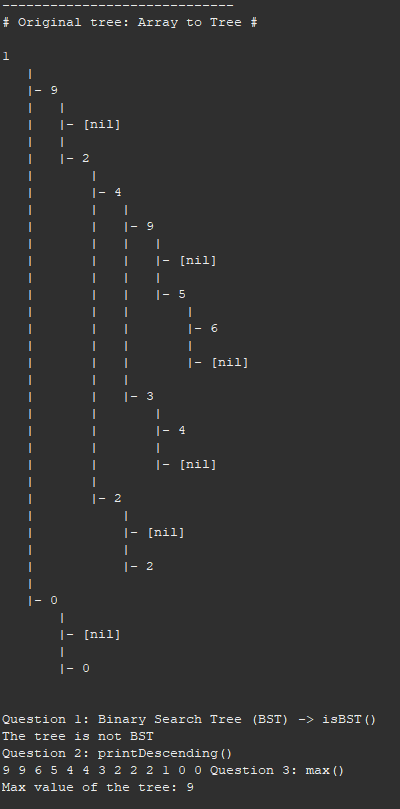 -----------------------------
# Original tree: Array to Tree #
1
|
|- 9
| |
| |- [nil]
| |
| |- 2
| |
| |- 4
| | |
| | |- 9
| | | |
| | | |- [nil]
| | | |
| | | |- 5
| | | |
| | | |- 6
| | | |
| | | |- [nil]
| | |
| | |- 3
| | |
| | |- 4
| | |
| | |- [nil]
| |
| |- 2
| |
| |- [nil]
| |
| |- 2
|
|- 0
|
|- [nil]
|
|- 0
Question 1: Binary Search Tree (BST) -> isBST()
The tree is not BST
Question 2: printDescending()
9 9 6 5 4 4 3 2 2 2 1 0 0 Question 3: max()
Max value of the tree: 9